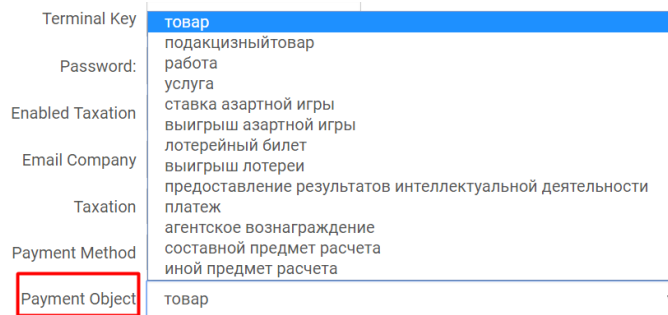 Terminal Key
товар
подакцизныйтовар
Password:
работа
услуга
Enabled Taxation
ставка азартной игры
выигрыш азартной игры
лотерейный билет
Email Company
выигрыш лотереи
предоставление результатов интеллектуальной деятельности
Taxation
платеж
агентское вознаграждение
Payment Method
составной предмет расчета
иной предмет расчета
Payment Object
товар